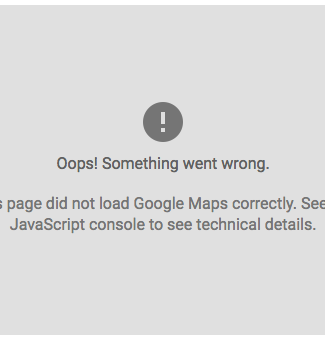 Oops! Something went wrong.
page did not load Google Maps correctly. See
JavaScript console to see technical details.